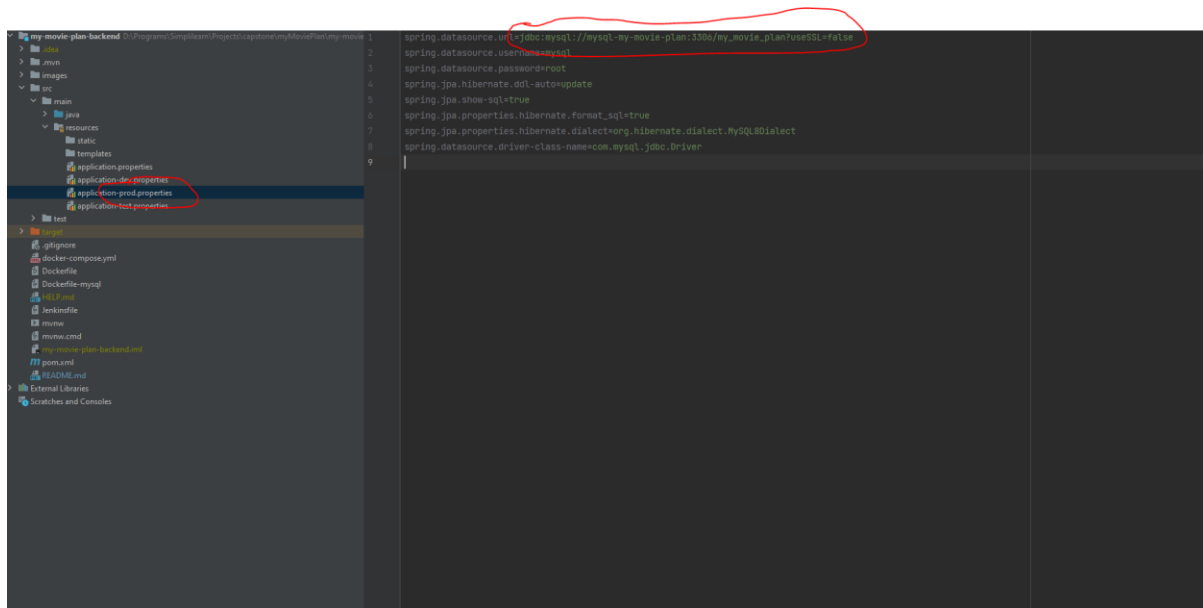 my-movie-plan-backend D:\Programs\Simplilearn\Projects\capstone\myMoviePlan\my-movie
.idea
.mvn
images
src
main
java
resources
static
templates
application.properties
application-dev.properties
application-prod.properties
application-test.properties
test
target
.gitignore
docker-compose.yml
Dockerfile
Dockerfile-mysql
HELP.md
Jenkinsfile
mvnw
mvnw.cmd
my-movie-plan-backend.iml
pom.xml
README.md
External Libraries
Scratches and Consoles
1 spring.datasource.url=jdbc:mysql://mysql-my-movie-plan:3306/my_movie_plan?useSSL=false
2 spring.datasource.username=mysql
3 spring.datasource.password=root
4 spring.jpa.hibernate.ddl-auto=update
5 spring.jpa.show-sql=true
6 spring.jpa.properties.hibernate.format_sql=true
7 spring.jpa.properties.hibernate.dialect=org.hibernate.dialect.MySQL8Dialect
8 spring.datasource.driver-class-name=com.mysql.jdbc.Driver
9